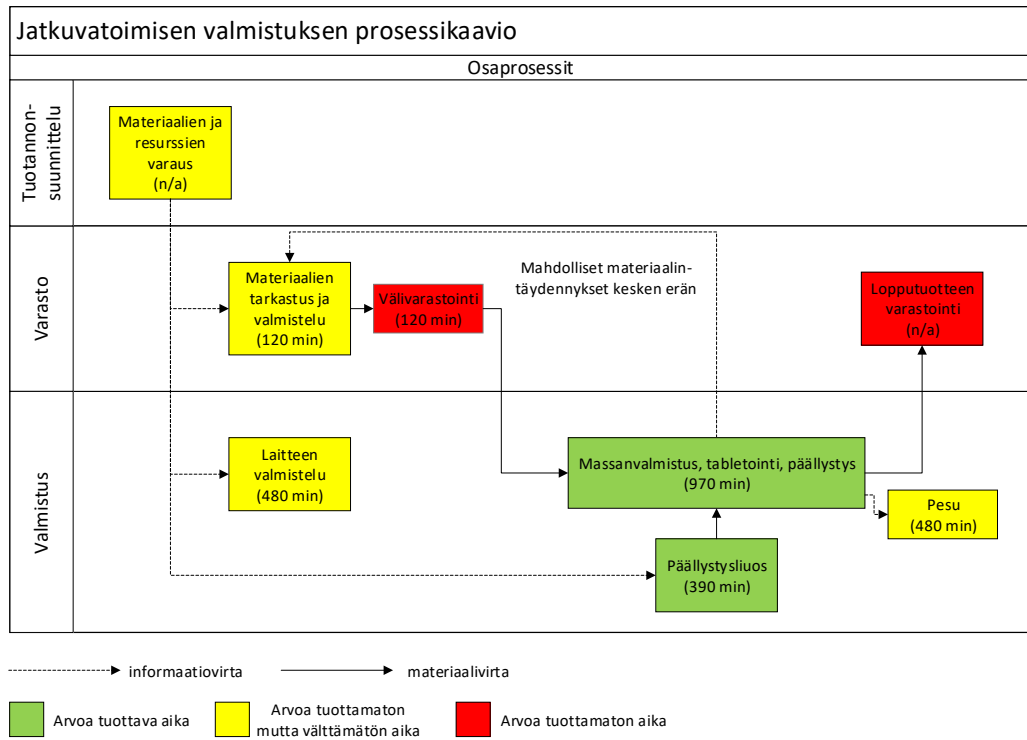 Jatkuvatoimisen valmistuksen prosessikaavio
Osaprosessit
Tuotannon-
suunnittelu
Materiaalien ja
resurssien
varaus
(n/a)
Varasto
Materiaalien
tarkastus ja
valmistelu
(120 min)
Välivarastointi
(120 min)
Mahdolliset materiaalin-
täydennykset kesken erän
Lopputuotteen
varastointi
(n/a)
Valmistus
Laitteen
valmistelu
(480 min)
Massanvalmistus, tabletointi, päällystys
(970 min)
Pesu
(480 min)
Päällystysliuos
(390 min)
informaatiovirta
materiaalivirta
Arvoa tuottava aika
Arvoa tuottamaton
mutta välttämätön aika
Arvoa tuottamaton aika